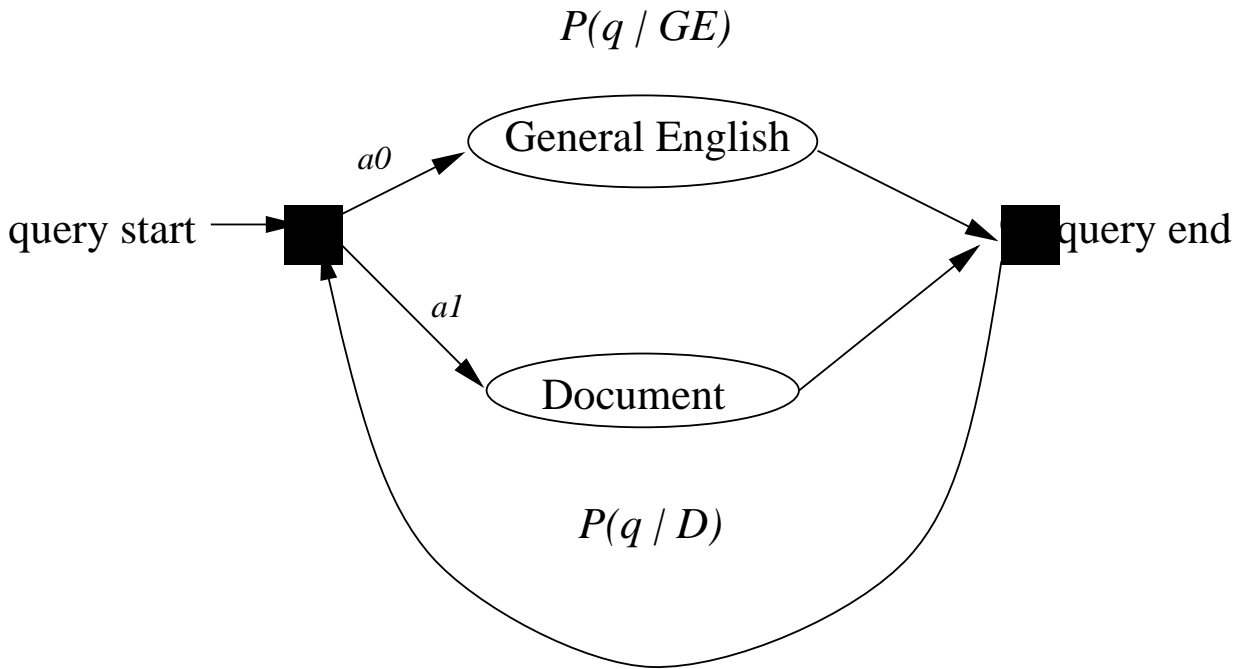 P(q | GE)
General English
a0
query start
query end
a1
Document
P(q | D)